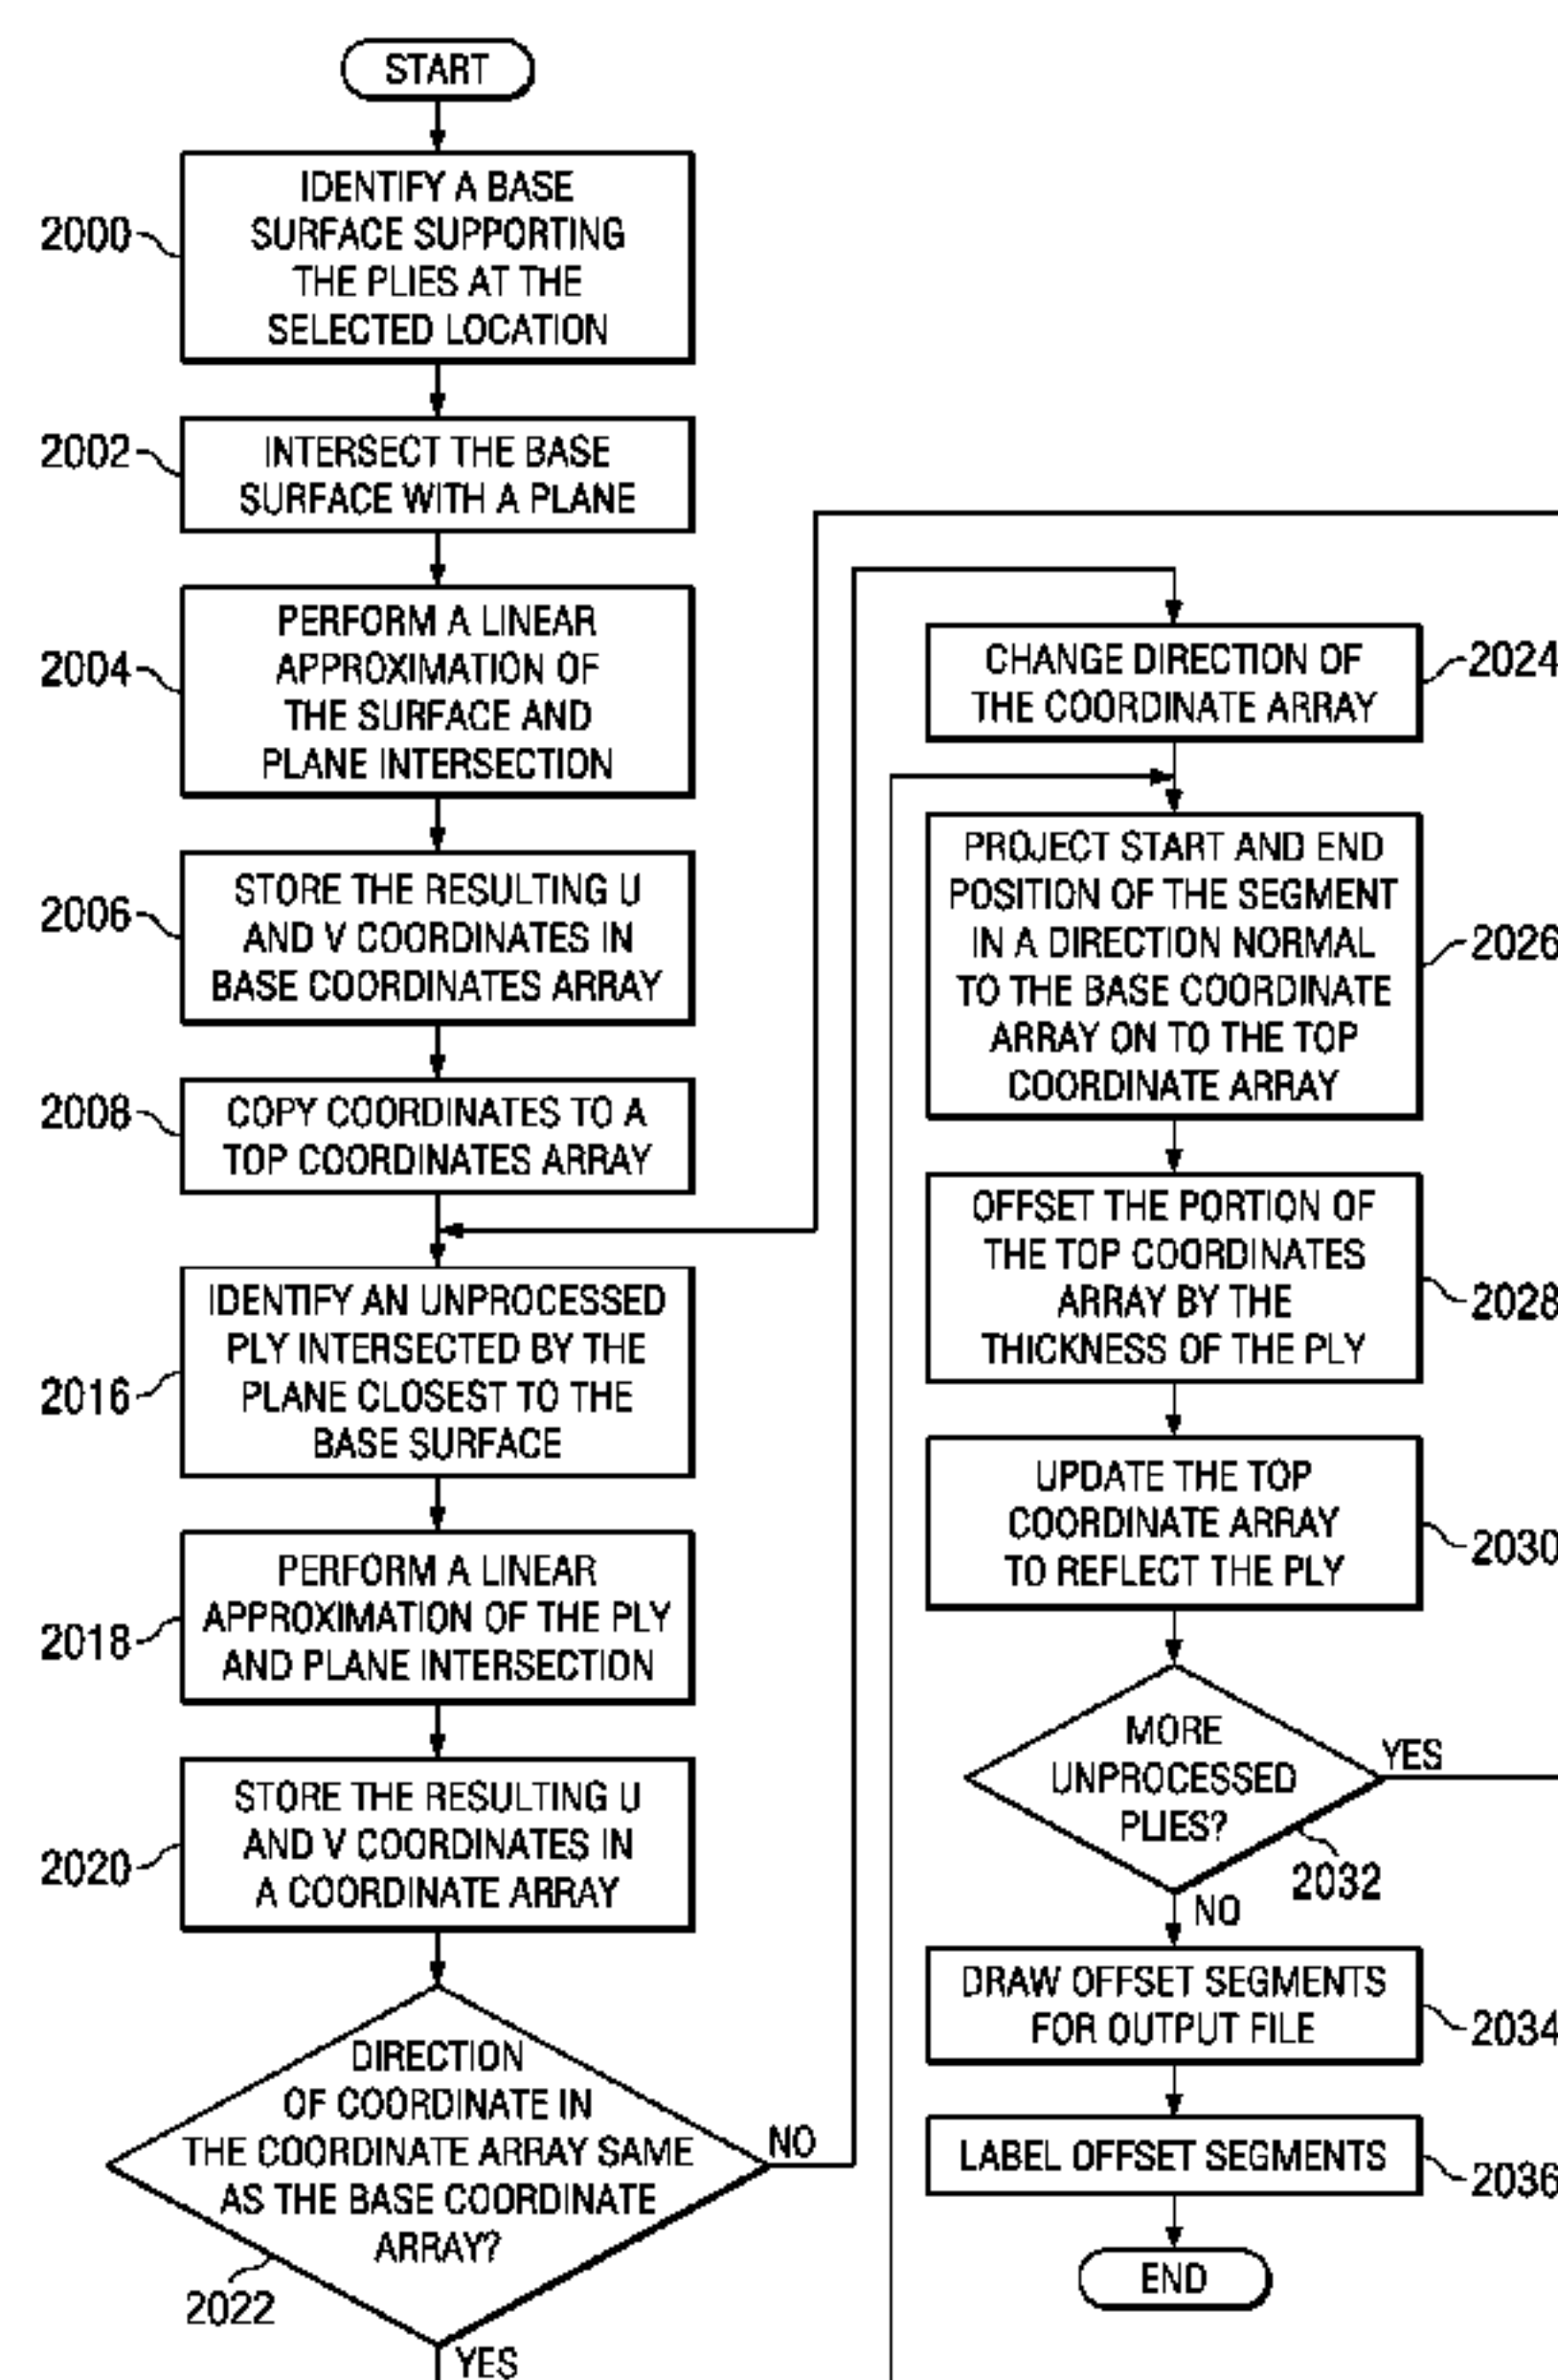 START
2000
IDENTIFY A BASE
SURFACE SUPPORTING
THE PLIES AT THE
SELECTED LOCATION
2002
INTERSECT THE BASE
SURFACE WITH A PLANE
2004
PERFORM A LINEAR
APPROXIMATION OF
THE SURFACE AND
PLANE INTERSECTION
2006
STORE THE RESULTING U
AND V COORDINATES IN
BASE COORDINATES ARRAY
2008
COPY COORDINATES TO A
TOP COORDINATES ARRAY
2016
IDENTIFY AN UNPROCESSED
PLY INTERSECTED BY THE
PLANE CLOSEST TO THE
BASE SURFACE
2018
PERFORM A LINEAR
APPROXIMATION OF THE PLY
AND PLANE INTERSECTION
2020
STORE THE RESULTING U
AND V COORDINATES IN
A COORDINATE ARRAY
DIRECTION
OF COORDINATE IN
THE COORDINATE ARRAY SAME
AS THE BASE COORDINATE
ARRAY?
2022
NO
YES
CHANGE DIRECTION OF
THE COORDINATE ARRAY
2024
PROJECT START AND END
POSITION OF THE SEGMENT
IN A DIRECTION NORMAL
TO THE BASE COORDINATE
ARRAY ON TO THE TOP
COORDINATE ARRAY
2026
OFFSET THE PORTION OF
THE TOP COORDINATES
ARRAY BY THE
THICKNESS OF THE PLY
2028
UPDATE THE TOP
COORDINATE ARRAY
TO REFLECT THE PLY
2030
MORE
UNPROCESSED
PLIES?
YES
2032
NO
DRAW OFFSET SEGMENTS
FOR OUTPUT FILE
2034
LABEL OFFSET SEGMENTS
2036
END